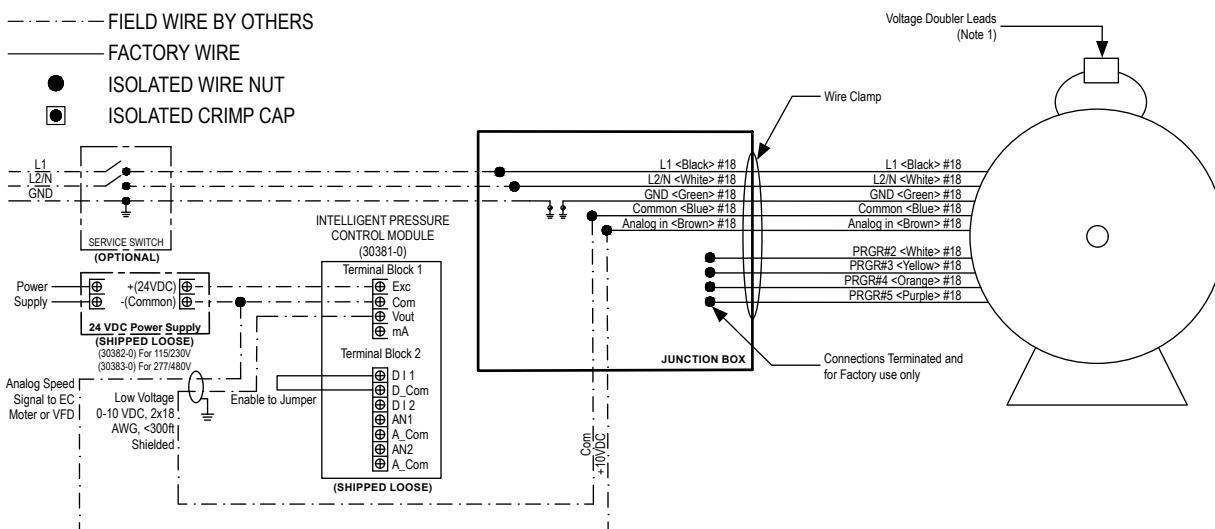 FIELD WIRE BY OTHERS
FACTORY WIRE
ISOLATED WIRE NUT
ISOLATED CRIMP CAP
Voltage Doubler Leads
(Note 1)
Wire Clamp
L1
L2/N
GND
SERVICE SWITCH
(OPTIONAL)
L1 <Black> #18
L2/N <White> #18
GND <Green> #18
Common <Blue> #18
Analog in <Brown> #18
L1 <Black> #18
L2/N <White> #18
GND <Green> #18
Common <Blue> #18
Analog in <Brown> #18
PRGR#2 <White> #18
PRGR#3 <Yellow> #18
PRGR#4 <Orange> #18
PRGR#5 <Purple> #18
JUNCTION BOX
Connections Terminated and
for Factory use only
INTELLIGENT PRESSURE
CONTROL MODULE
(30381-0)
Terminal Block 1
Exc
Com
Vout
mA
Terminal Block 2
D I 1
D_Com
D I 2
AN1
A_Com
AN2
A_Com
(SHIPPED LOOSE)
Power
Supply
+(24VDC)
-(Common)
24 VDC Power Supply
(SHIPPED LOOSE)
(30382-0) For 115/230V
(30383-0) For 277/480V
Analog Speed
Signal to EC
Moter or VFD
Low Voltage
0-10 VDC, 2x18
AWG, <300ft
Shielded
Enable to Jumper
Com
+10VDC